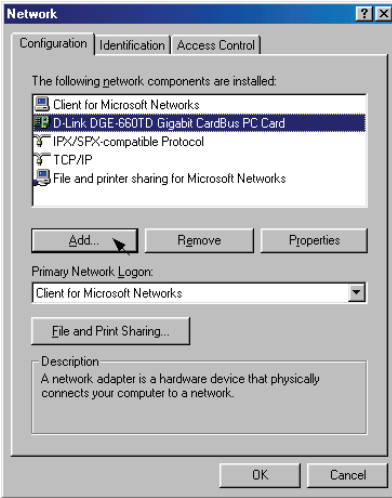 Network
Configuration Identification Access Control
The following network components are installed:
Client for Microsoft Networks
D-Link DGE-660TD Gigabit CardBus PC Card
IPX/SPX-compatible Protocol
TCP/IP
File and printer sharing for Microsoft Networks
Add... Remove Properties
Primary Network Logon:
Client for Microsoft Networks
File and Print Sharing...
Description
A network adapter is a hardware device that physically
connects your computer to a network.
OK Cancel